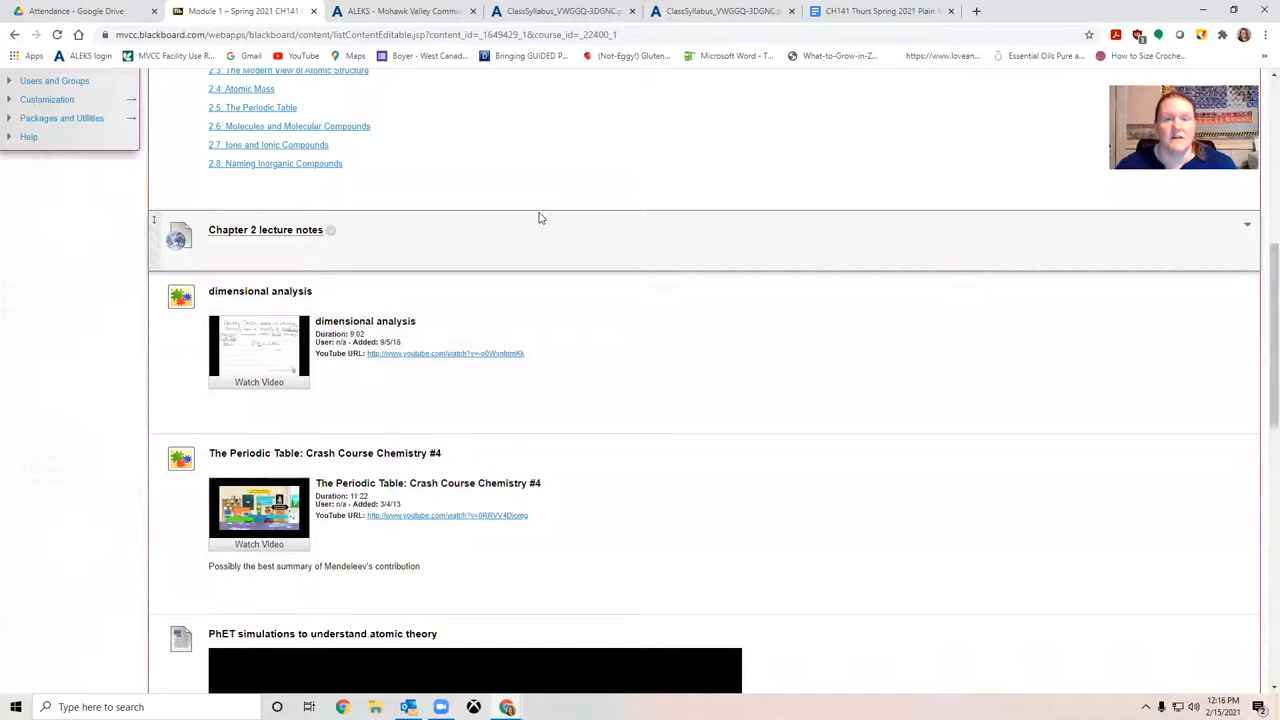 Attendance - Google Drive
Module 1 – Spring 2021 CH141 H
ALEKS - Mohawk Valley Commun
ClassSyllabus_VWGGQ-3DGNC-p
ClassSyllabus_VWGGQ-3DGNC-p
CH141 Thurs Spring 2021 Plain T
mvcc.blackboard.com/webapps/blackboard/content/listContentEditable.jsp?content_id=_1649429_1&course_id=_22400_1
Apps
ALEKS login
MVCC Facility Use R...
Gmail
YouTube
Maps
Boyer - West Canad...
Bringing GUIDED P...
(Not-Eggy!) Gluten...
Microsoft Word - T...
What-to-Grow-in-Z...
https://www.lovean...
Essential Oils Pure a...
How to Size Croche...
Users and Groups
Customization
Packages and Utilities
Help
2.3: The Modern View of Atomic Structure
2.4: Atomic Mass
2.5: The Periodic Table
2.6: Molecules and Molecular Compounds
2.7: Ions and Ionic Compounds
2.8: Naming Inorganic Compounds
Chapter 2 lecture notes
dimensional analysis
dimensional analysis
Duration: 9:02
User: n/a - Added: 9/5/18
YouTube URL:
Watch Video
The Periodic Table: Crash Course Chemistry #4
The Periodic Table: Crash Course Chemistry #4
Duration: 11:22
User: n/a - Added: 3/4/13
YouTube URL: http://www.youtube.com/watch?v=0RRVV4Diomg
Watch Video
Possibly the best summary of Mendeleev's contribution
PhET simulations to understand atomic theory
Type here to search
12:16 PM
2/15/2021